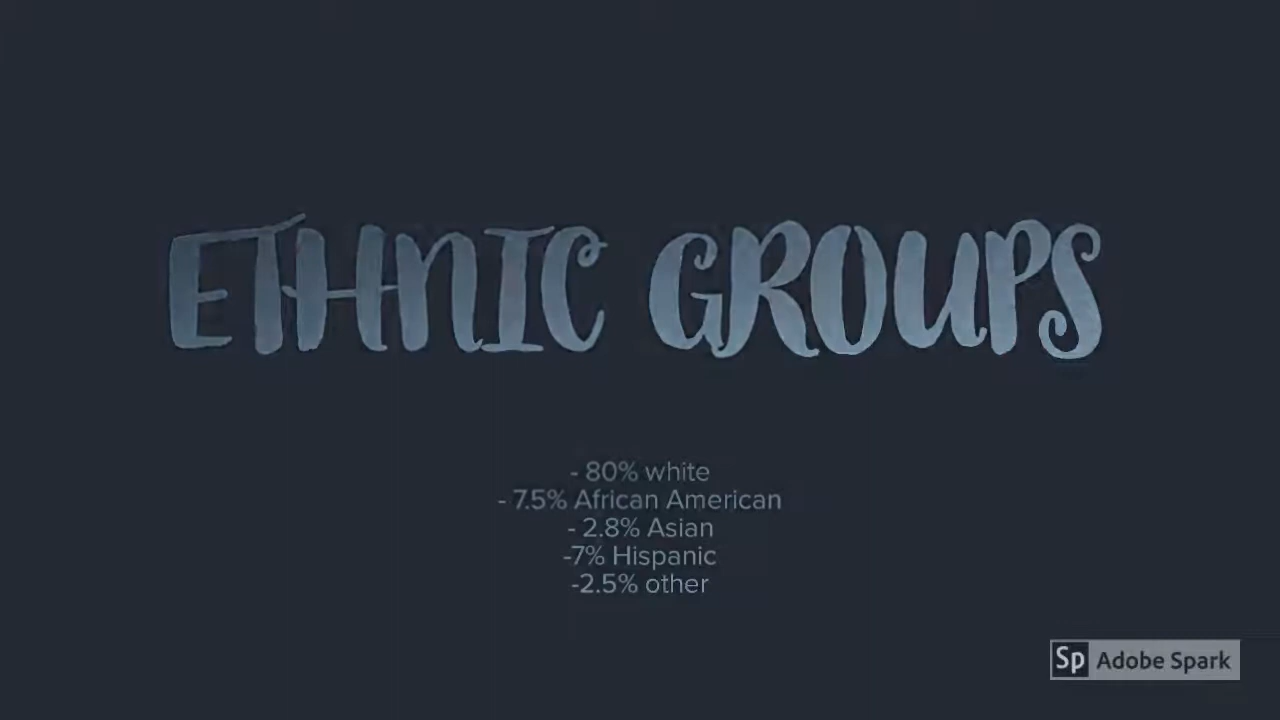 ETHNIC GROUPS
- 80% white
- 7.5% African American
- 2.8% Asian
-7% Hispanic
-2.5% other
Sp Adobe Spark